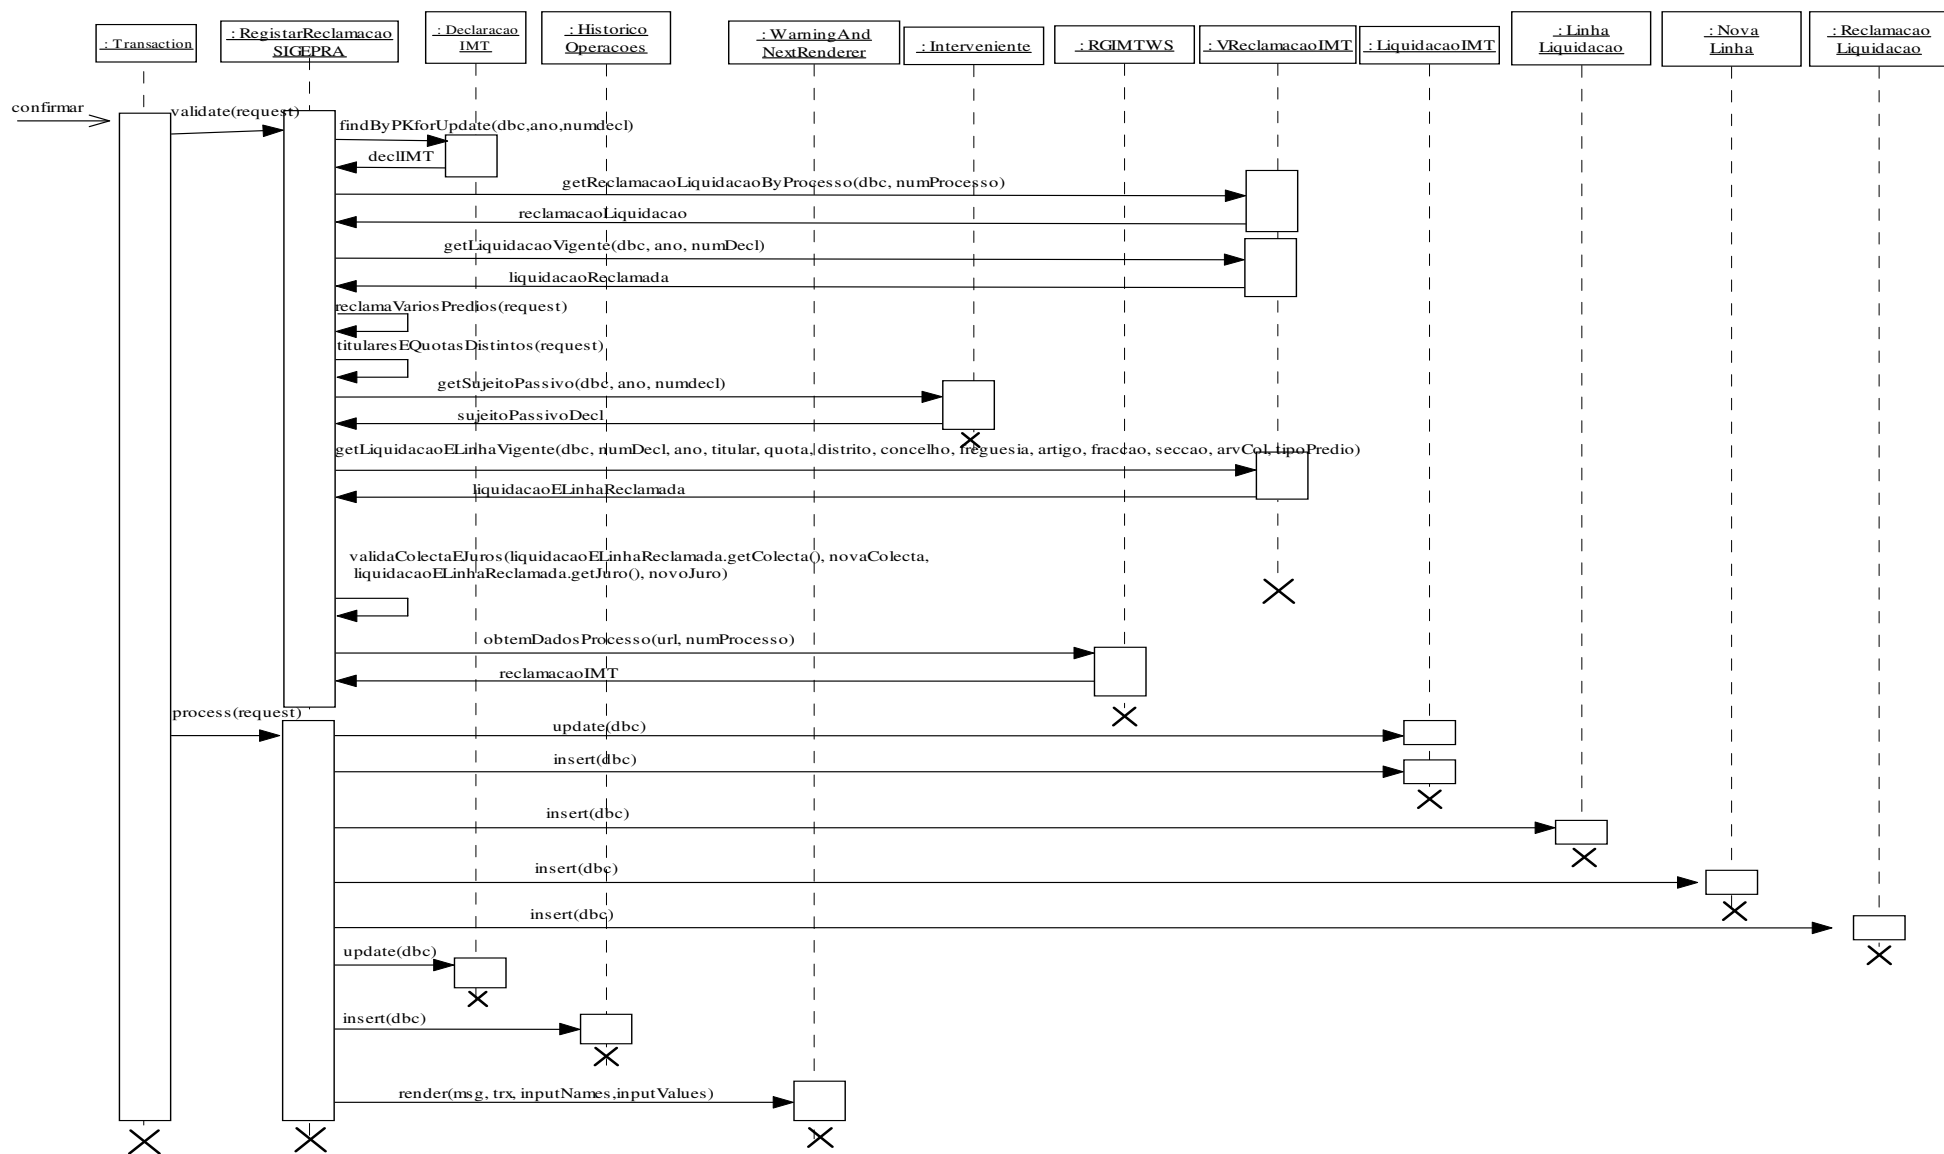 : Transaction
: RegistarReclamacao
SIGEPRA
: Declaracao
IMT
: Historico
Operacoes
: WarningAnd
NextRenderer
: Interveniente
: RGIMTWS
: VReclamacaoIMT
: LiquidacaoIMT
: Linha
Liquidacao
: Nova
Linha
: Reclamacao
Liquidacao
confirmar
validate(request)
findByPKforUpdate(dbc,ano,numdecl)
declIMT
getReclamacaoLiquidacaoByProcesso(dbc, numProcesso)
reclamacaoLiquidacao
getLiquidacaoVigente(dbc, ano, numDecl)
liquidacaoReclamada
reclamaVariosPredios(request)
titularesEQuotasDistintos(request)
getSujeitoPassivo(dbc, ano, numdecl)
sujeitoPassivoDecl
getLiquidacaoELinhaVigente(dbc, numDecl, ano, titular, quota, distrito, concelho, freguesia, artigo, fraccao, seccao, arvCol, tipoPredio)
liquidacaoELinhaReclamada
validaColectaEJuros(liquidacaoELinhaReclamada.getColecta(), novaColecta,
liquidacaoELinhaReclamada.getJuro(), novoJuro)
obtemDadosProcesso(url, numProcesso)
reclamacaoIMT
process(request)
update(dbc)
insert(dbc)
insert(dbc)
insert(dbc)
insert(dbc)
update(dbc)
insert(dbc)
render(msg, trx, inputNames,inputValues)